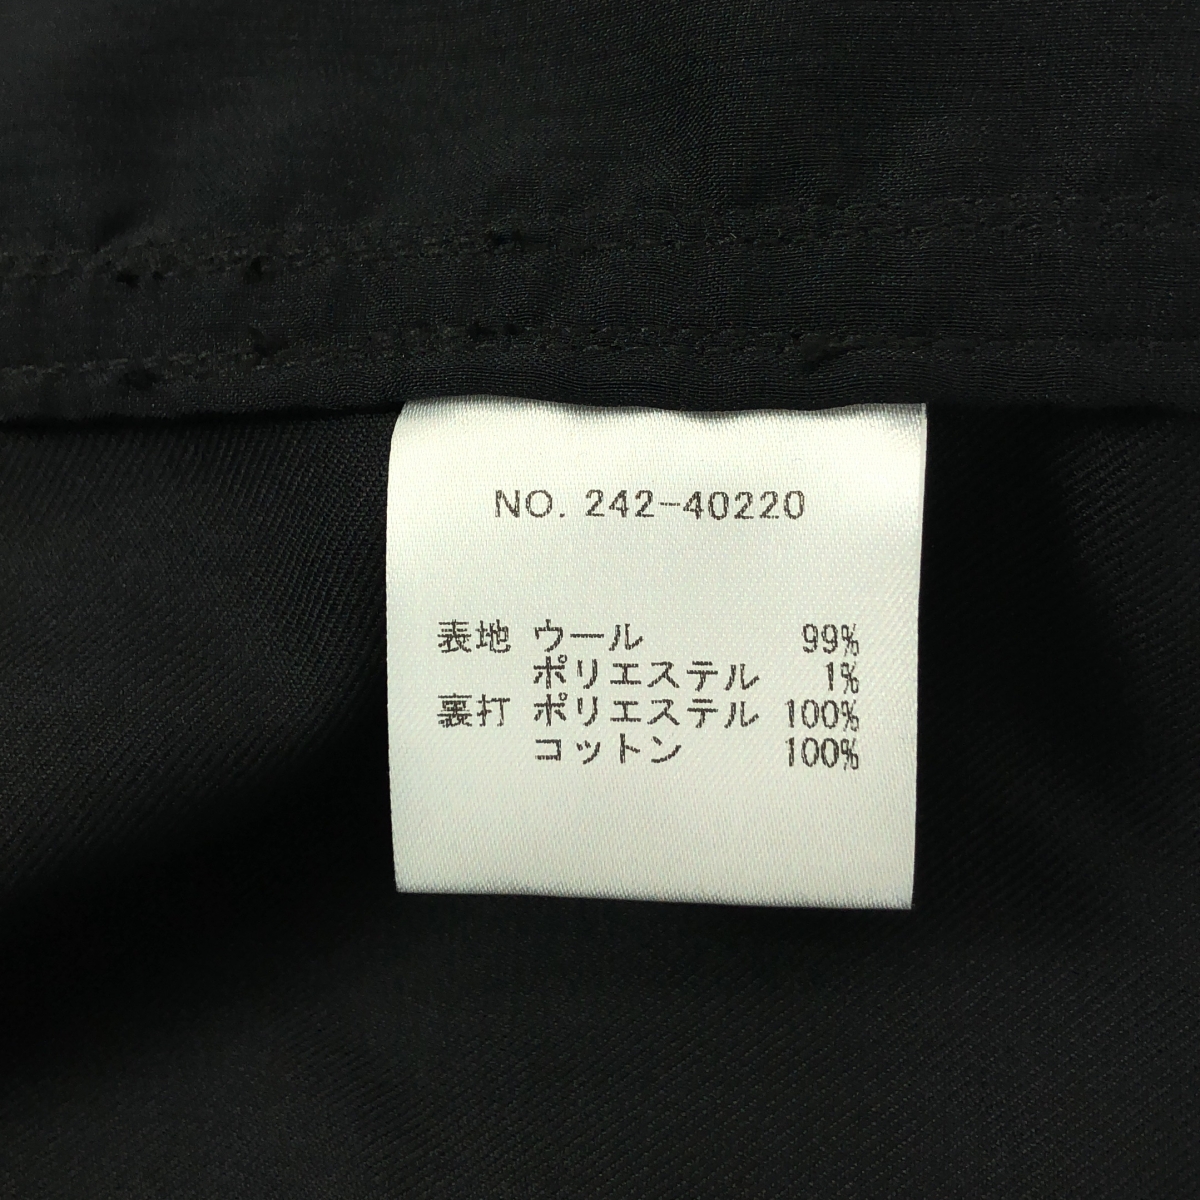 NO. 242-40220
表地 ウール 99%
ポリエステル 1%
裏打 ポリエステル 100%
コットン 100%